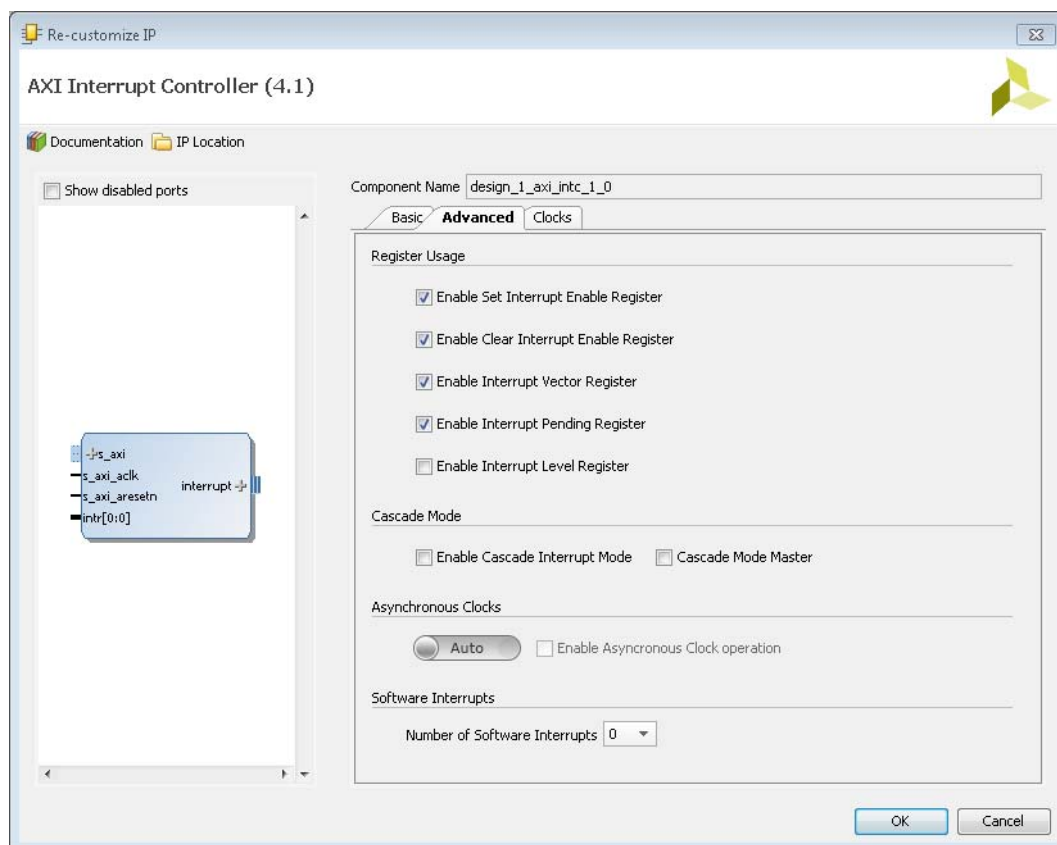 Re-customize IP
AXI Interrupt Controller (4.1)
Documentation IP Location
Show disabled ports
s_axi
s_axi_aclk
s_axi_aresetn
intr[0:0]
interrupt
Component Name design_1_axi_intc_1_0
Basic Advanced Clocks
Register Usage
Enable Set Interrupt Enable Register
Enable Clear Interrupt Enable Register
Enable Interrupt Vector Register
Enable Interrupt Pending Register
Enable Interrupt Level Register
Cascade Mode
Enable Cascade Interrupt Mode Cascade Mode Master
Asynchronous Clocks
Auto Enable Asyncronous Clock operation
Software Interrupts
Number of Software Interrupts 0
OK Cancel